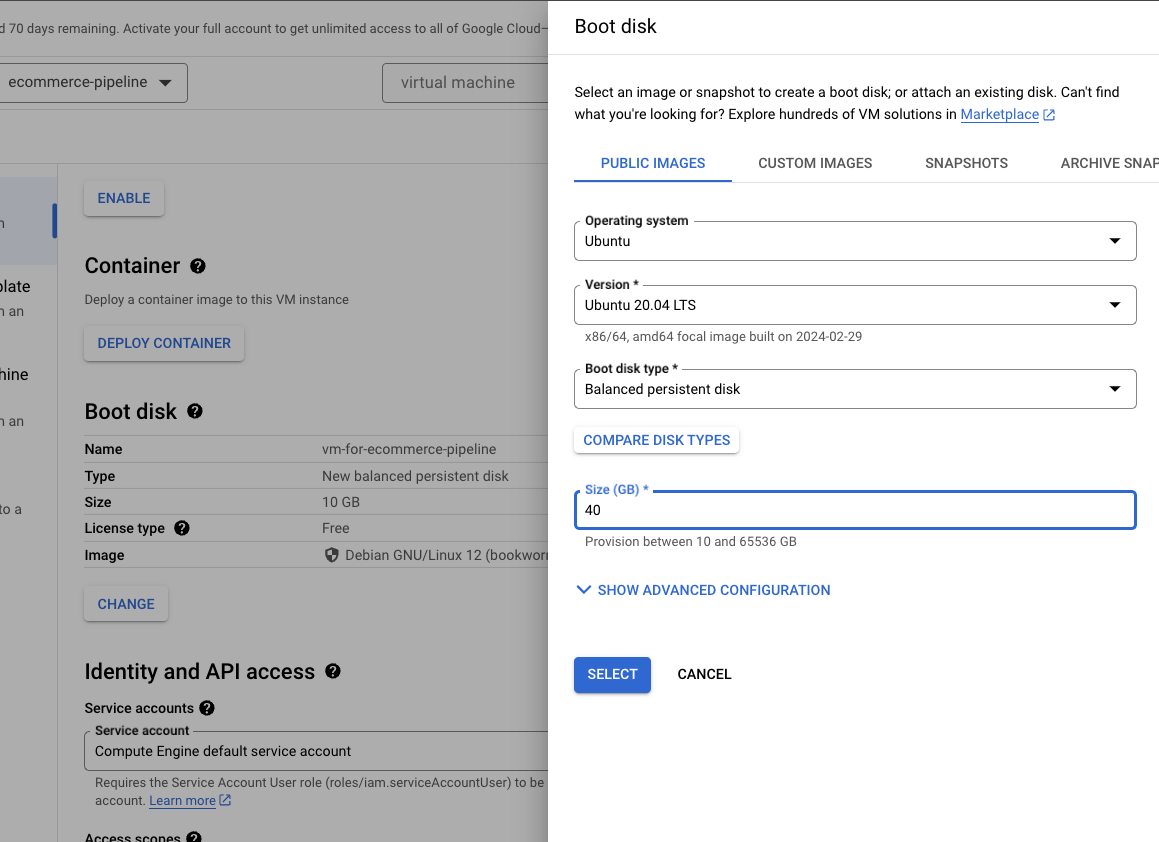 d 70 days remaining. Activate your full account to get unlimited access to all of Google Cloud—
ecommerce-pipeline
virtual machine
n
plate
n an
hine
n an
to a
ENABLE
Container
Deploy a container image to this VM instance
DEPLOY CONTAINER
Boot disk
Name vm-for-ecommerce-pipeline
Type New balanced persistent disk
Size 10 GB
License type Free
Image Debian GNU/Linux 12 (bookwor
CHANGE
Identity and API access
Service accounts
Service account
Compute Engine default service account
Requires the Service Account User role (roles/iam.serviceAccountUser) to be
account. Learn more
Access scopes
Boot disk
Select an image or snapshot to create a boot disk; or attach an existing disk. Can't find
what you're looking for? Explore hundreds of VM solutions in Marketplace
PUBLIC IMAGES CUSTOM IMAGES SNAPSHOTS ARCHIVE SNAP
Operating system
Ubuntu
Version *
Ubuntu 20.04 LTS
x86/64, amd64 focal image built on 2024-02-29
Boot disk type *
Balanced persistent disk
COMPARE DISK TYPES
Size (GB) *
40
Provision between 10 and 65536 GB
SHOW ADVANCED CONFIGURATION
SELECT CANCEL